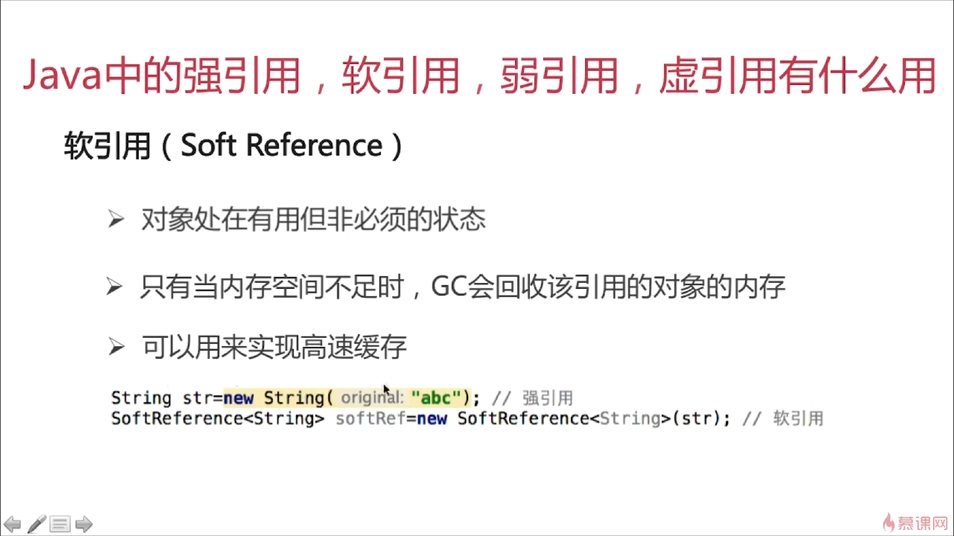 Java中的强引用，软引用，弱引用，虚引用有什么用
软引用（Soft Reference）
➢ 对象处在有用但非必须的状态
➢ 只有当内存空间不足时，GC会回收该引用的对象的内存
➢ 可以用来实现高速缓存
String str=new String( original: "abc"); // 强引用
SoftReference<String> softRef=new SoftReference<String>(str); // 软引用
慕课网